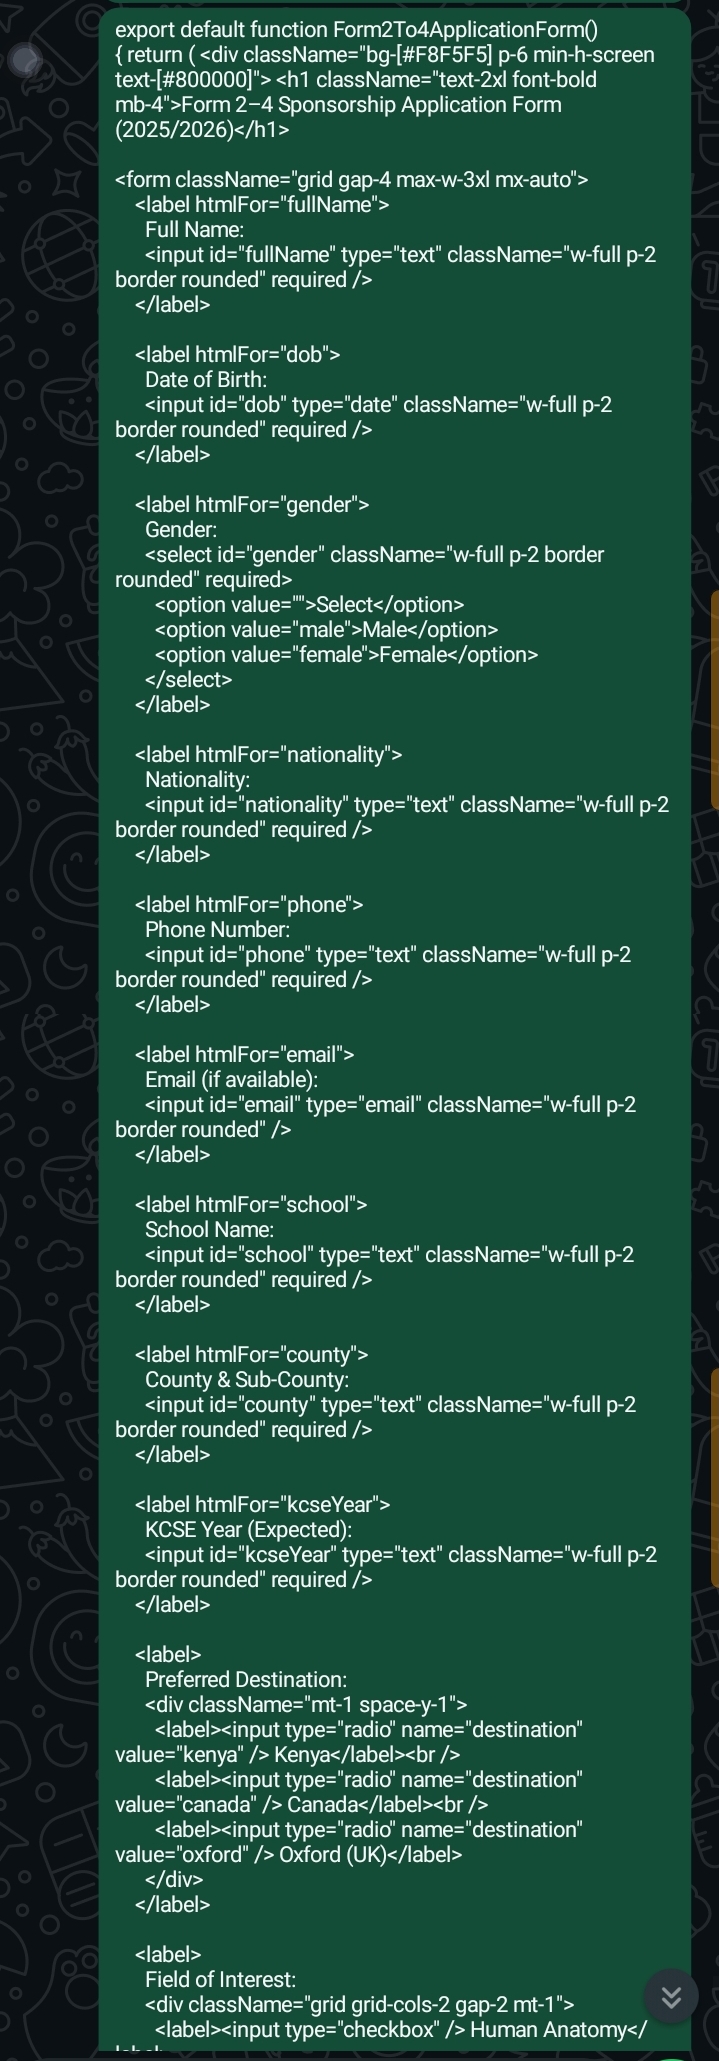 export default function Form2To4ApplicationForm()
{ return ( <div className="bg-[#F8F5F5] p-6 min-h-screen
text-[#800000]"> <h1 className="text-2xl font-bold
mb-4">Form 2–4 Sponsorship Application Form
(2025/2026)</h1>

<form className="grid gap-4 max-w-3xl mx-auto">
<label htmlFor="fullName">
Full Name:
<input id="fullName" type="text" className="w-full p-2
border rounded" required />
</label>

<label htmlFor="dob">
Date of Birth:
<input id="dob" type="date" className="w-full p-2
border rounded" required />
</label>

<label htmlFor="gender">
Gender:
<select id="gender" className="w-full p-2 border
rounded" required>
<option value="">Select</option>
<option value="male">Male</option>
<option value="female">Female</option>
</select>
</label>

<label htmlFor="nationality">
Nationality:
<input id="nationality" type="text" className="w-full p-2
border rounded" required />
</label>

<label htmlFor="phone">
Phone Number:
<input id="phone" type="text" className="w-full p-2
border rounded" required />
</label>

<label htmlFor="email">
Email (if available):
<input id="email" type="email" className="w-full p-2
border rounded" />
</label>

<label htmlFor="school">
School Name:
<input id="school" type="text" className="w-full p-2
border rounded" required />
</label>

<label htmlFor="county">
County & Sub-County:
<input id="county" type="text" className="w-full p-2
border rounded" required />
</label>

<label htmlFor="kcseYear">
KCSE Year (Expected):
<input id="kcseYear" type="text" className="w-full p-2
border rounded" required />
</label>

<label>
Preferred Destination:
<div className="mt-1 space-y-1">
<label><input type="radio" name="destination"
value="kenya" /> Kenya</label><br />
<label><input type="radio" name="destination"
value="canada" /> Canada</label><br />
<label><input type="radio" name="destination"
value="oxford" /> Oxford (UK)</label>
</div>
</label>

<label>
Field of Interest:
<div className="grid grid-cols-2 gap-2 mt-1">
<label><input type="checkbox" /> Human Anatomy</